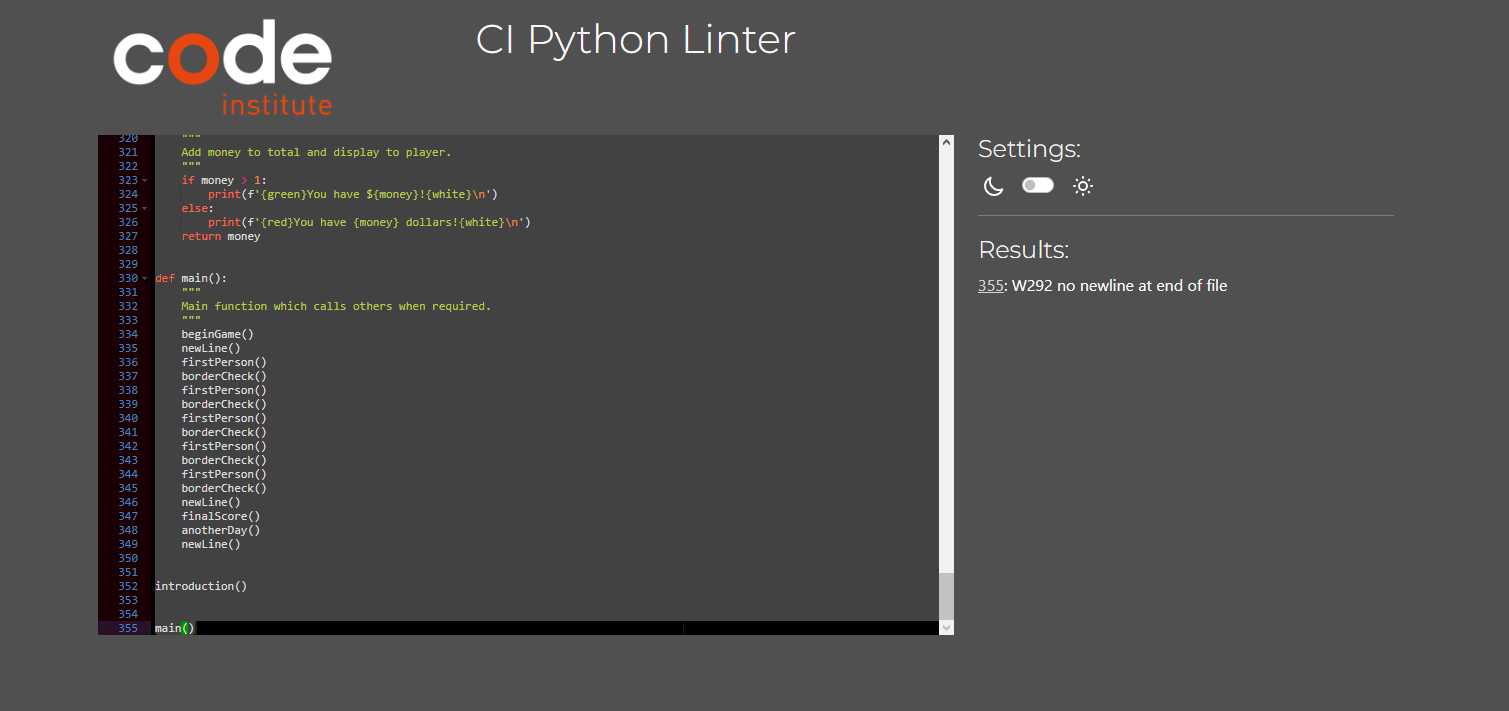 code
institute
CI Python Linter
320 """
321 Add money to total and display to player.
322 """
323 if money > 1:
324 print(f'{green}You have ${money}!{white}\n')
325 else:
326 print(f'{red}You have {money} dollars!{white}\n')
327 return money
328
329
330 def main():
331 """
332 Main function which calls others when required.
333 """
334 beginGame()
335 newLine()
336 firstPerson()
337 borderCheck()
338 firstPerson()
339 borderCheck()
340 firstPerson()
341 borderCheck()
342 firstPerson()
343 borderCheck()
344 firstPerson()
345 borderCheck()
346 newLine()
347 finalScore()
348 anotherDay()
349 newLine()
350
351
352 introduction()
353
354
355 main()
Settings:
Results:
355: W292 no newline at end of file